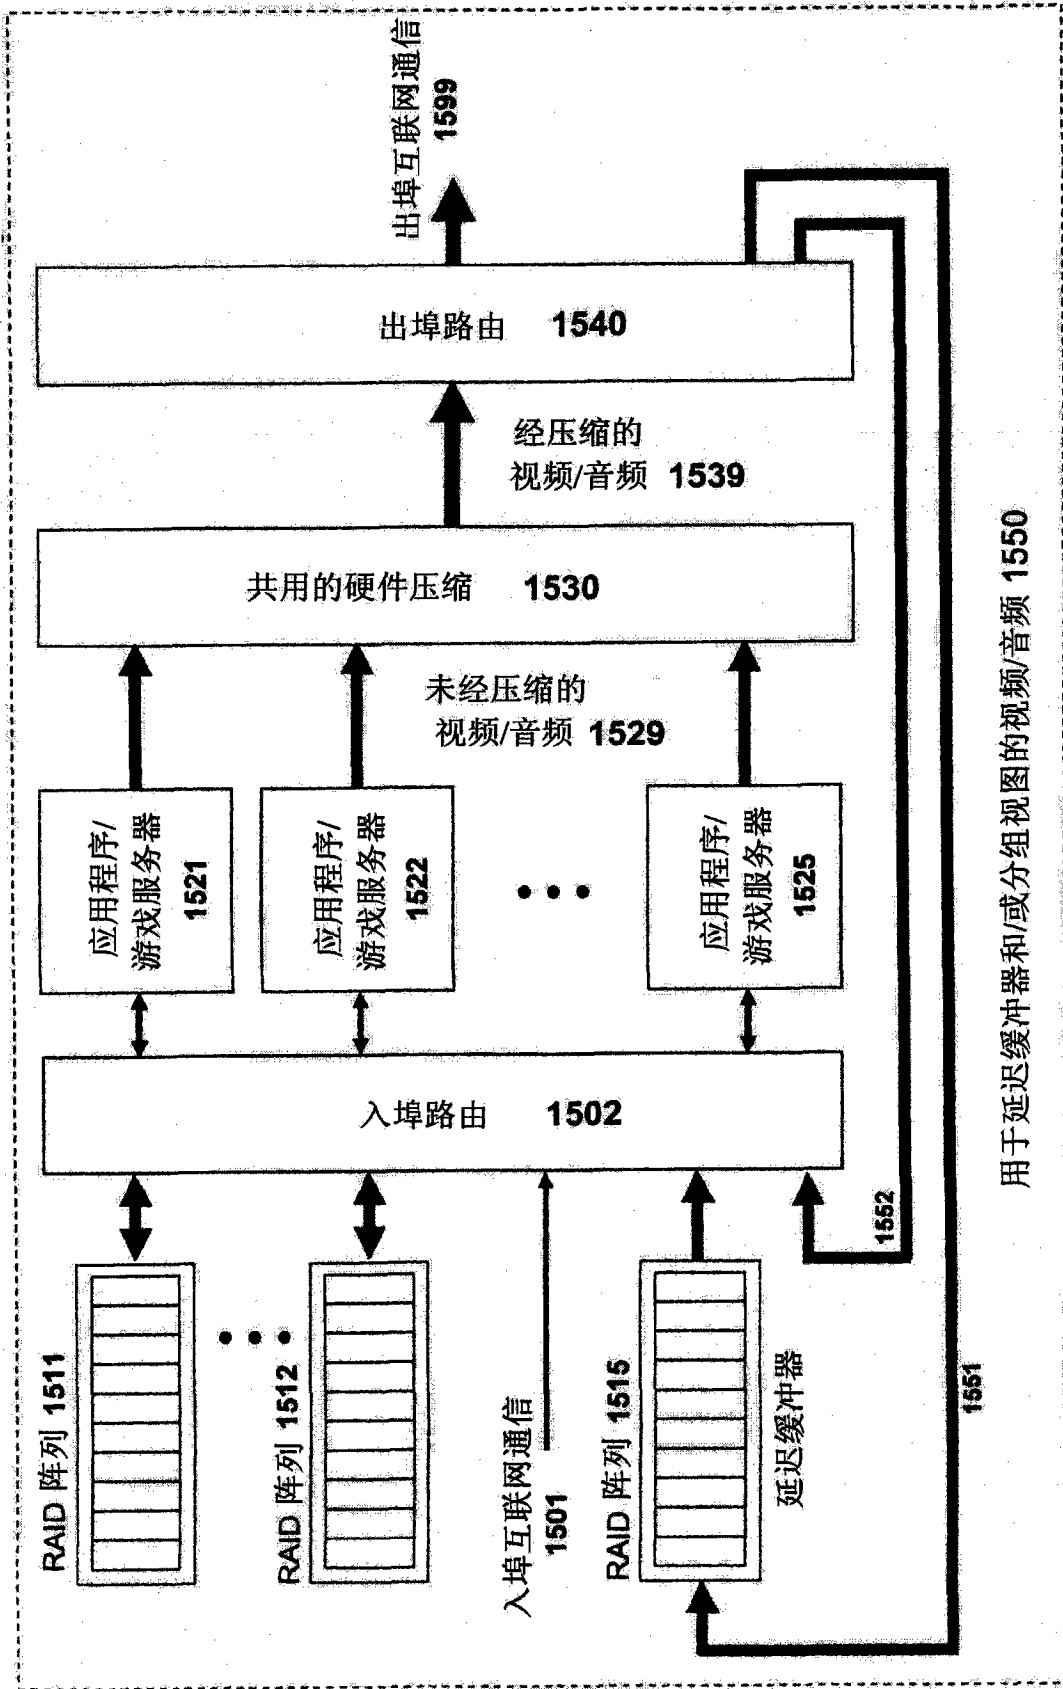 出埠互联网通信
1599
出埠路由 1540
经压缩的
视频/音频 1539
共用的硬件压缩 1530
未经压缩的
视频/音频 1529
应用程序/
游戏服务器
1521
应用程序/
游戏服务器
1522
应用程序/
游戏服务器
1525
入埠路由 1502
RAID 阵列 1511
RAID 阵列 1512
入埠互联网通信
1501
RAID 阵列 1515
延迟缓冲器
1552
1551
用于延迟缓冲器和/或分组视图的视频/音频 1550